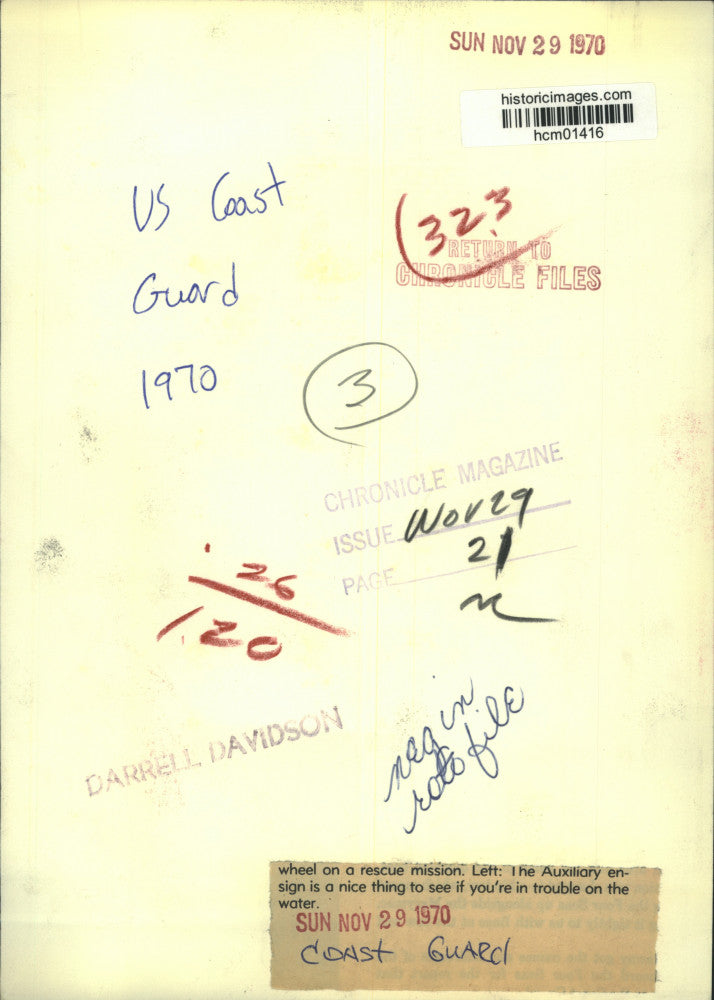 SUN NOV 29 1970
historicimages.com
hcm01416
US Coast
Guard
1970
323
RETURN TO
CHRONICLE FILES
3
CHRONICLE MAGAZINE
ISSUE Nov 29
PAGE 21
26
120
DARRELL DAVIDSON
neg in
roto file
wheel on a rescue mission. Left: The Auxiliary en-
sign is a nice thing to see if you're in trouble on the
water.
SUN NOV 29 1970
COAST GUARD